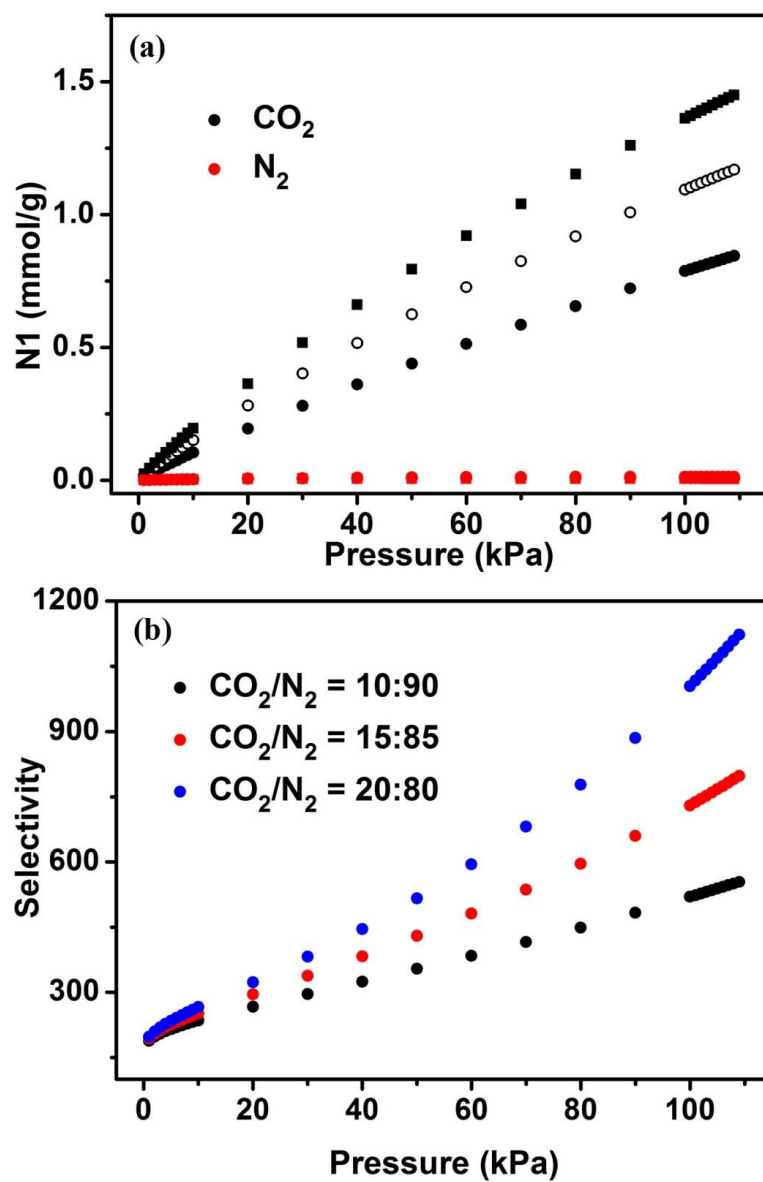 (a)
CO₂
N₂
N1 (mmol/g)
1.5
1.0
0.5
0.0
0 20 40 60 80 100
Pressure (kPa)
(b)
CO₂/N₂ = 10:90
CO₂/N₂ = 15:85
CO₂/N₂ = 20:80
Selectivity
1200
900
600
300
0 20 40 60 80 100
Pressure (kPa)